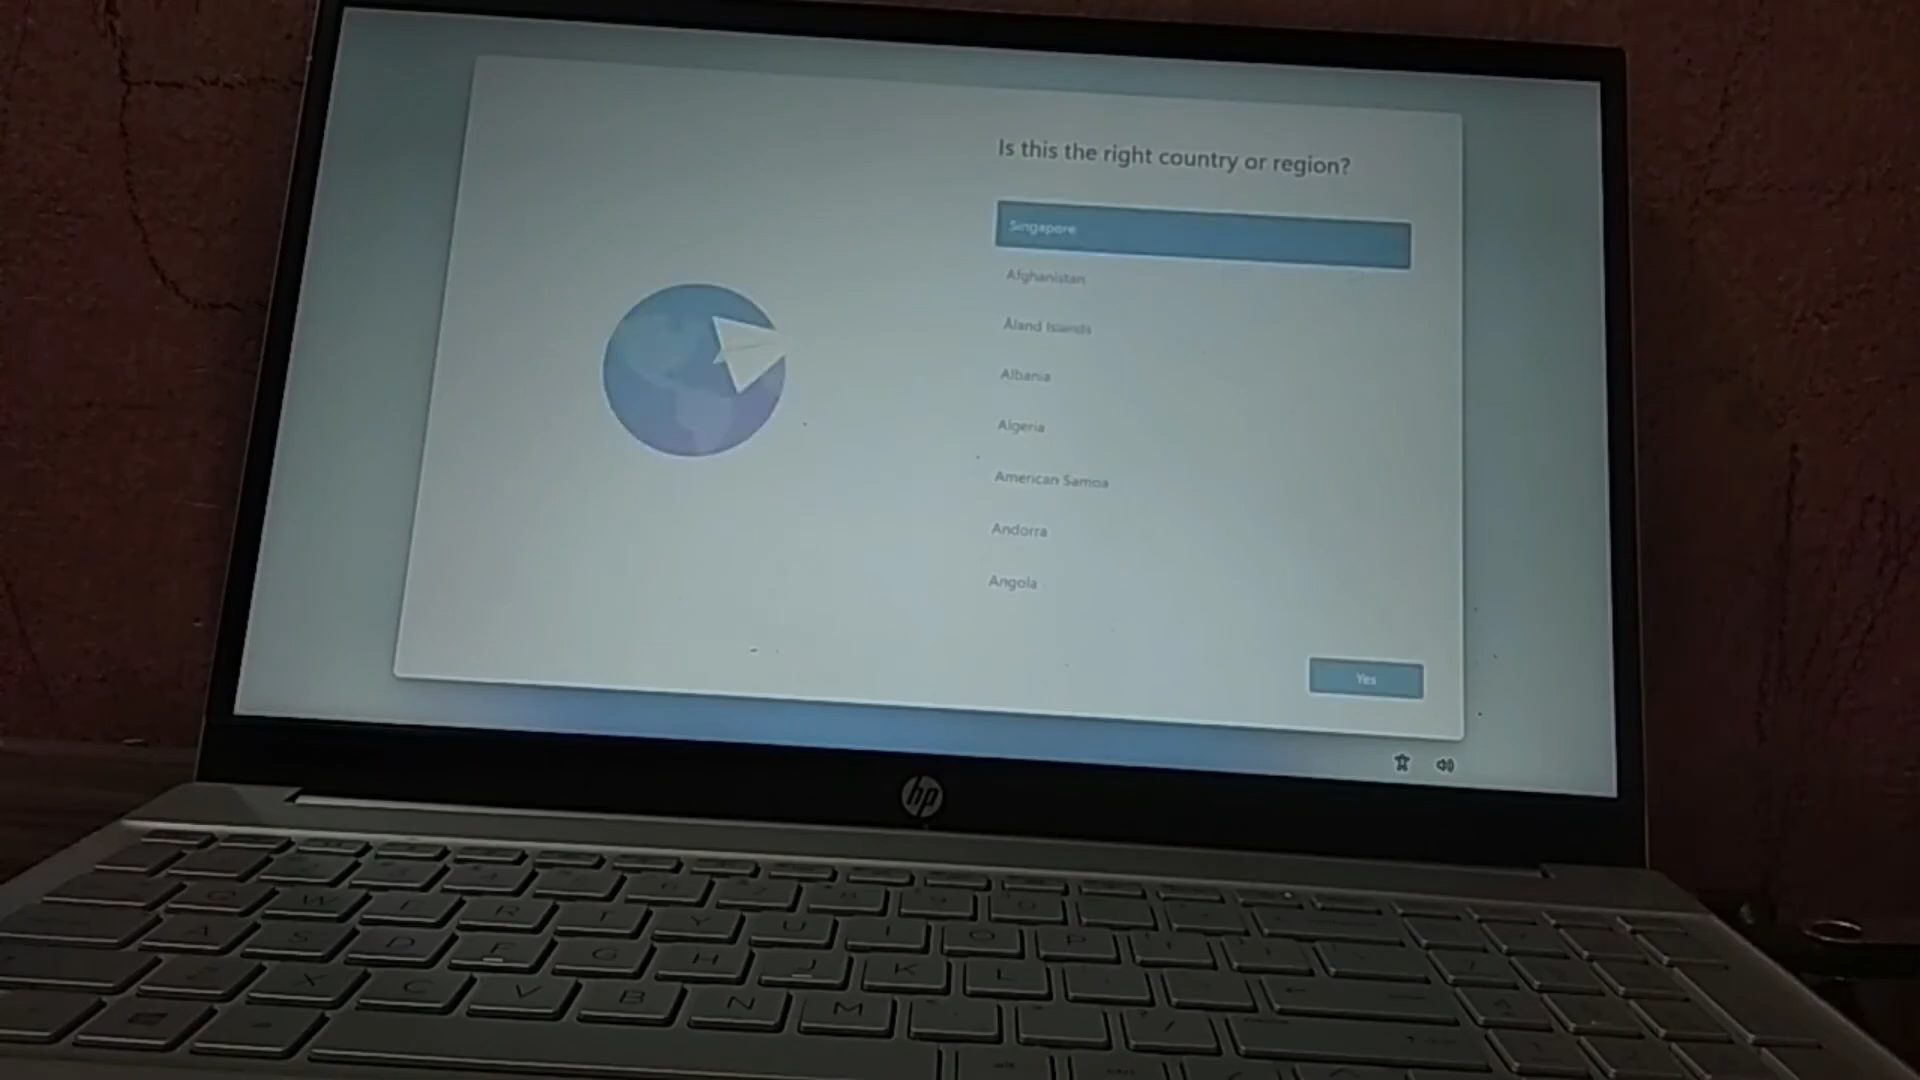 Is this the right country or region?
Singapore
Afghanistan
Åland Islands
Albania
Algeria
American Samoa
Andorra
Angola
Yes
hp
W R Y U I O P
A S D F G H J K L
Z X C V B N M